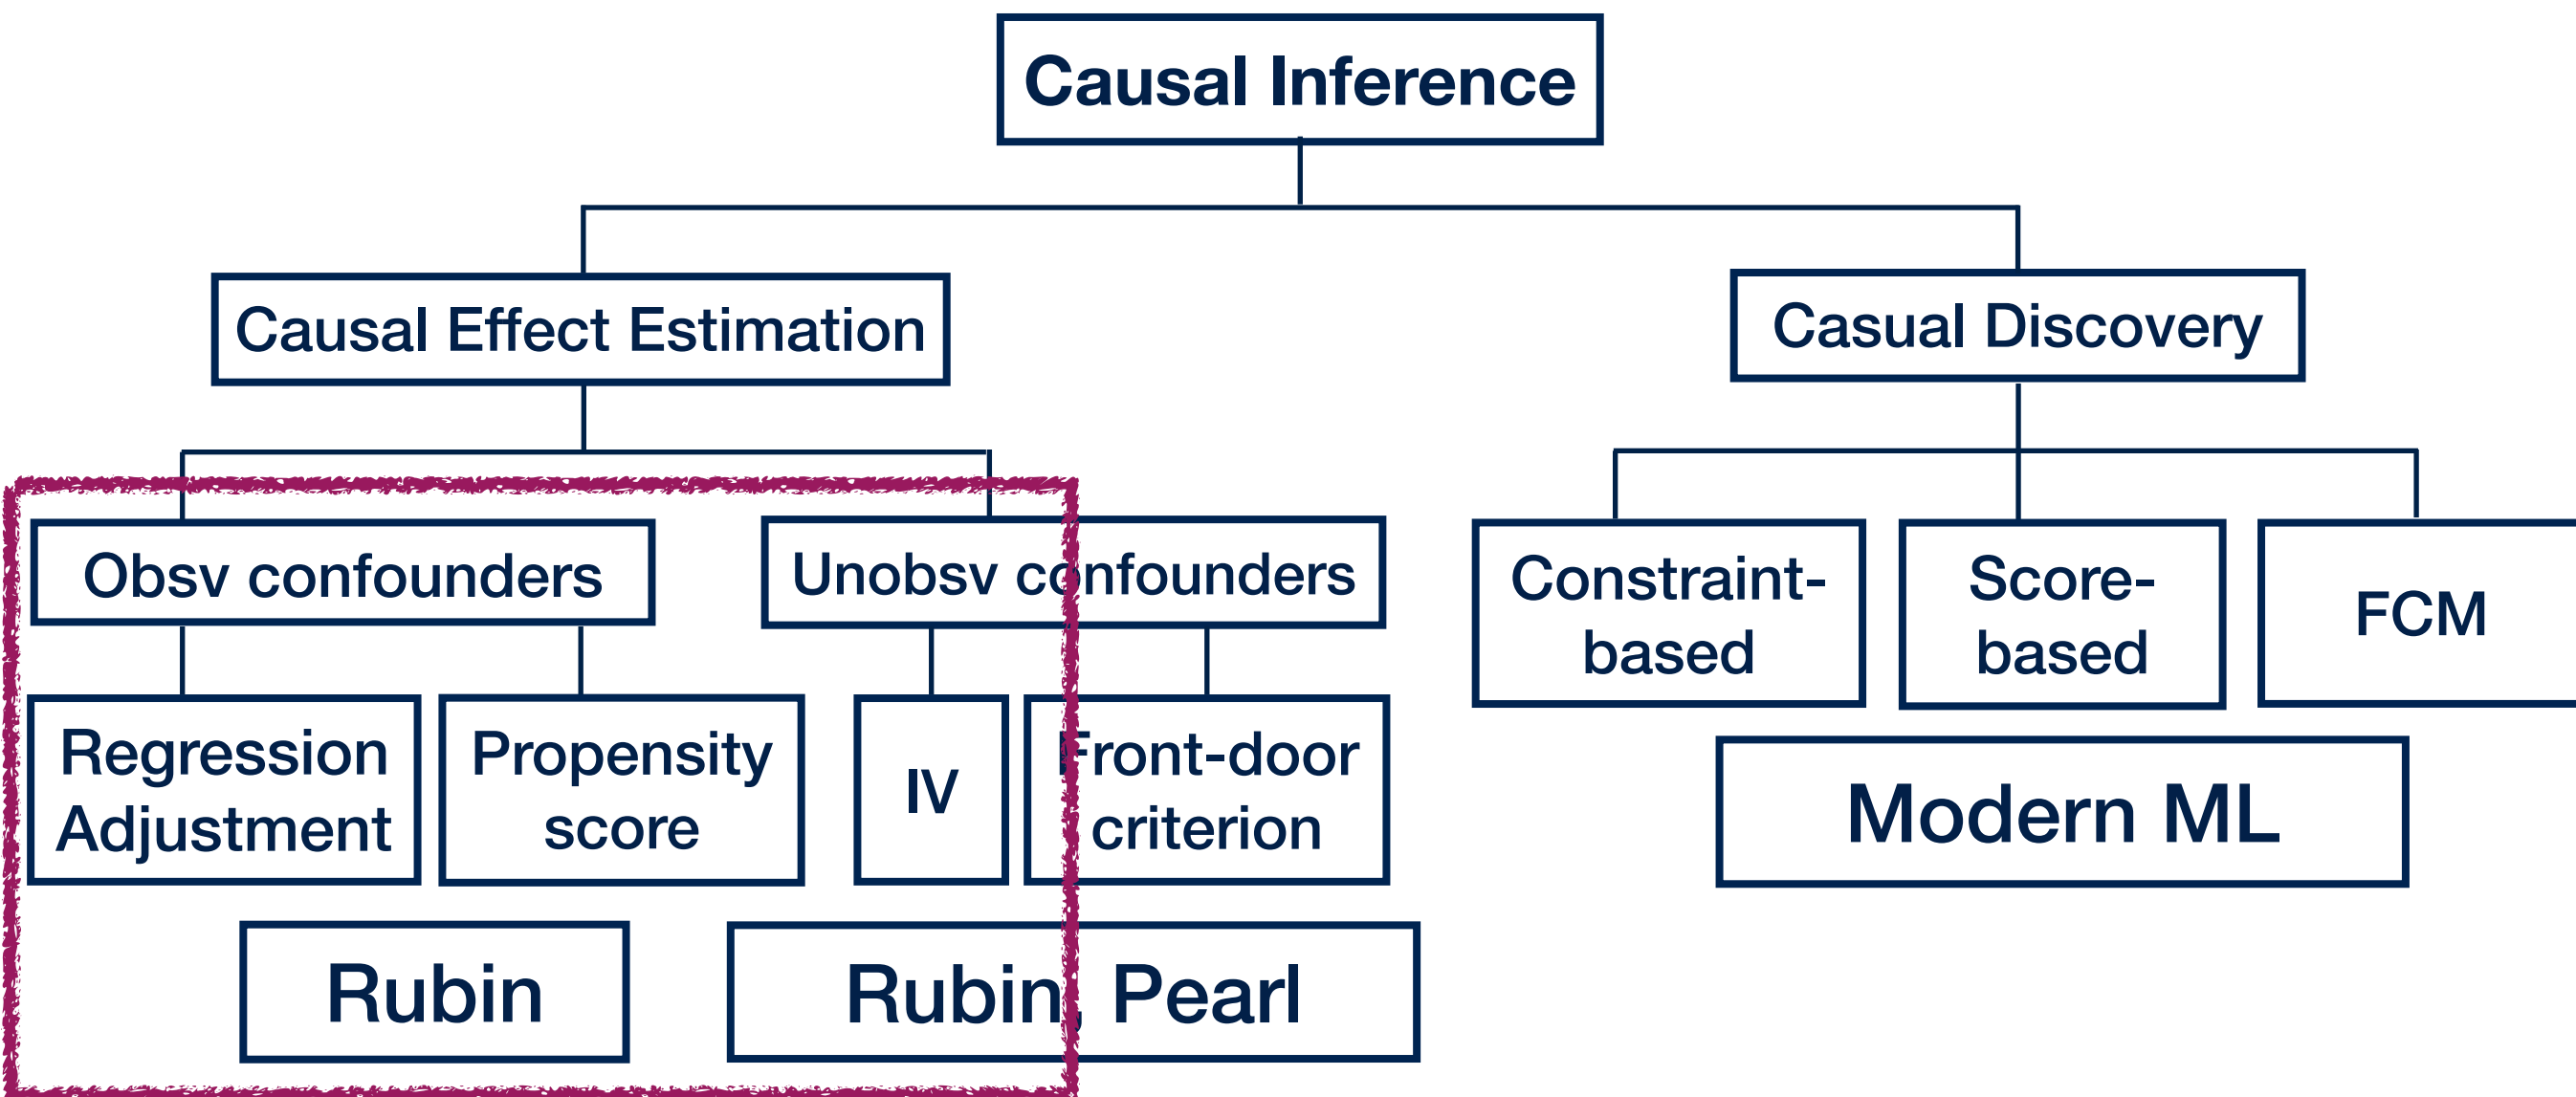 Causal Inference
Causal Effect Estimation
Casual Discovery
Obsv confounders
Unobsv confounders
Constraint-
based
Score-
based
FCM
Regression
Adjustment
Propensity
score
IV
Front-door
criterion
Modern ML
Rubin
Rubin, Pearl